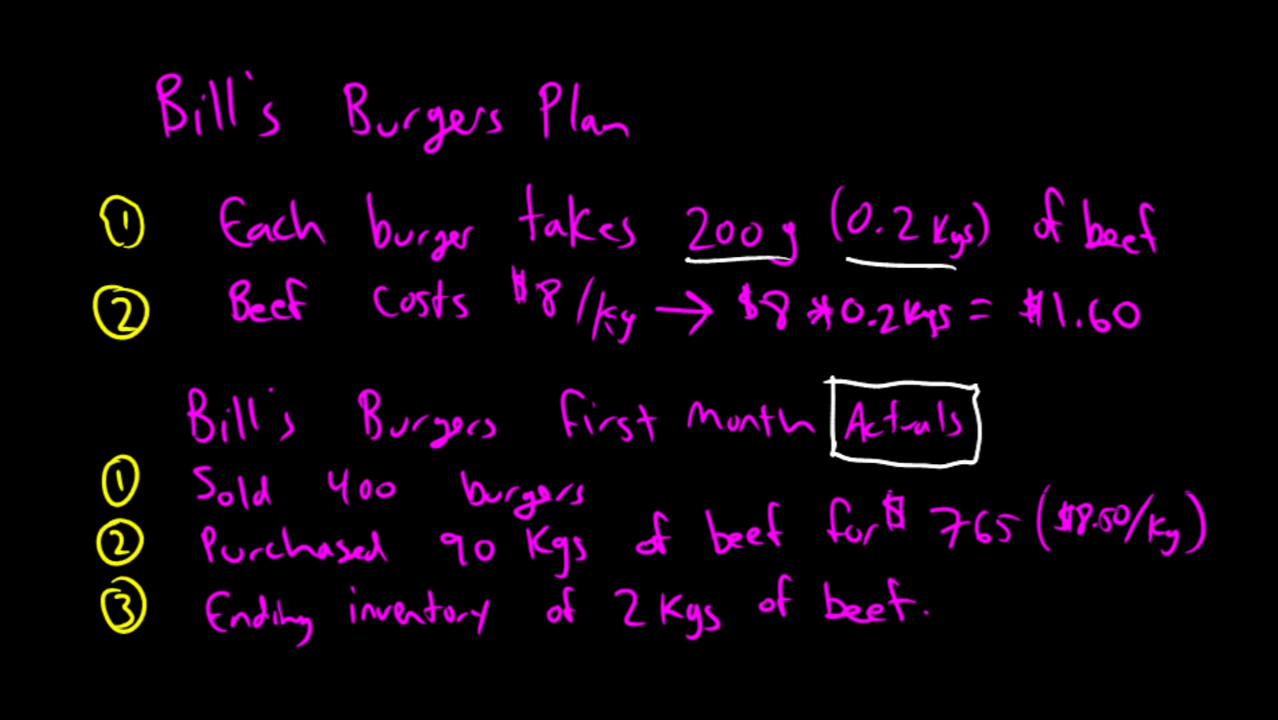 Bill's Burgers Plan
① Each burger takes 200g (0.2 Kgs) of beef
② Beef costs $8/kg → $8 * 0.2 Kgs = $1.60
Bill's Burgers First Month Actuals
① Sold 400 burgers
② Purchased 90 Kgs of beef for $ 765 ($8.50/Kg)
③ Ending inventory of 2 Kgs of beef.